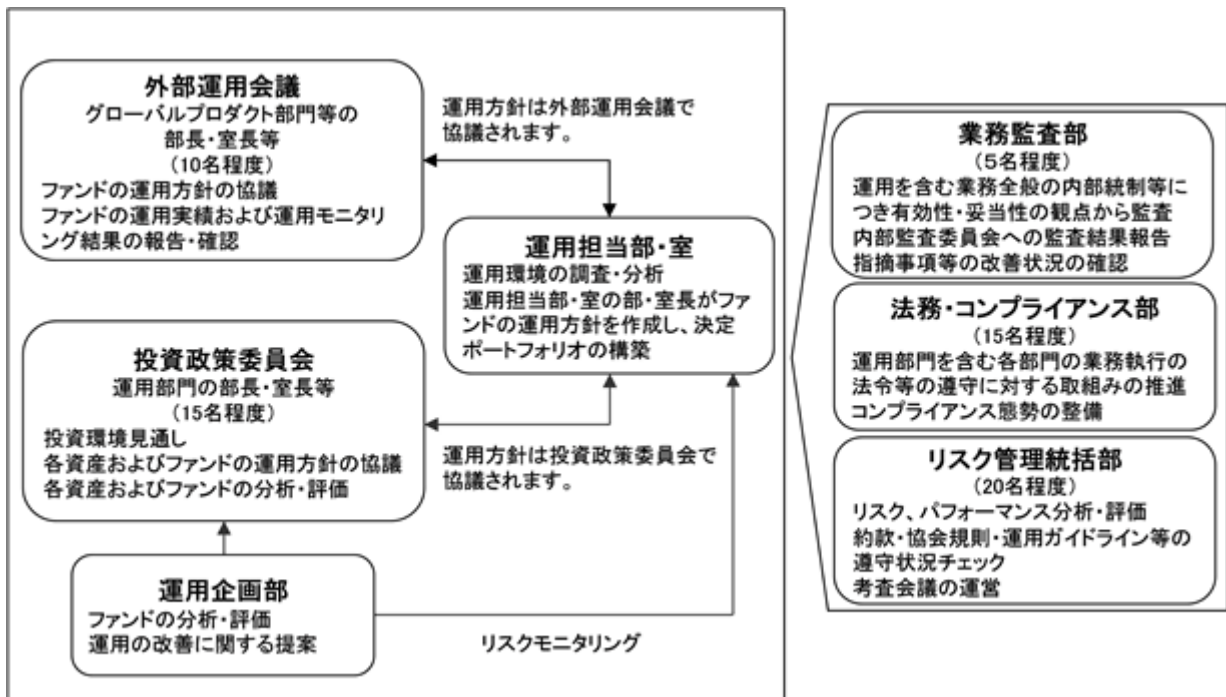 外部運用会議
グローバルプロダクト部門等の
部長・室長等
(10名程度)
ファンドの運用方針の協議
ファンドの運用実績および運用モニタリ
ング結果の報告・確認
運用方針は外部運用会議で
協議されます。
運用担当部・室
運用環境の調査・分析
運用担当部・室の部・室長がファ
ンドの運用方針を作成し、決定
ポートフォリオの構築
投資政策委員会
運用部門の部長・室長等
(15名程度)
投資環境見通し
各資産およびファンドの運用方針の協議
各資産およびファンドの分析・評価
運用方針は投資政策委員会で
協議されます。
運用企画部
ファンドの分析・評価
運用の改善に関する提案
リスクモニタリング
業務監査部
(5名程度)
運用を含む業務全般の内部統制等に
つき有効性・妥当性の観点から監査
内部監査委員会への監査結果報告
指摘事項等の改善状況の確認
法務・コンプライアンス部
(15名程度)
運用部門を含む各部門の業務執行の
法令等の遵守に対する取組みの推進
コンプライアンス態勢の整備
リスク管理統括部
(20名程度)
リスク、パフォーマンス分析・評価
約款・協会規則・運用ガイドライン等の
遵守状況チェック
考査会議の運営